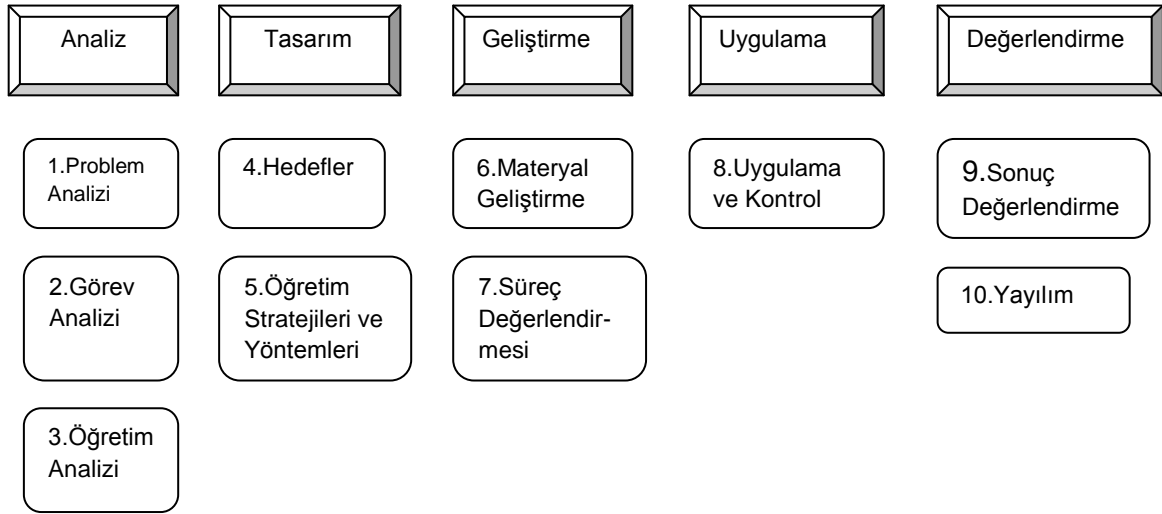 Analiz
Tasarım
Geliştirme
Uygulama
Değerlendirme
1.Problem
Analizi
4.Hedefler
6.Materyal
Geliştirme
8.Uygulama
ve Kontrol
9.Sonuç
Değerlendirme
2.Görev
Analizi
5.Öğretim
Stratejileri ve
Yöntemleri
7.Süreç
Değerlendir-
mesi
10.Yayılım
3.Öğretim
Analizi